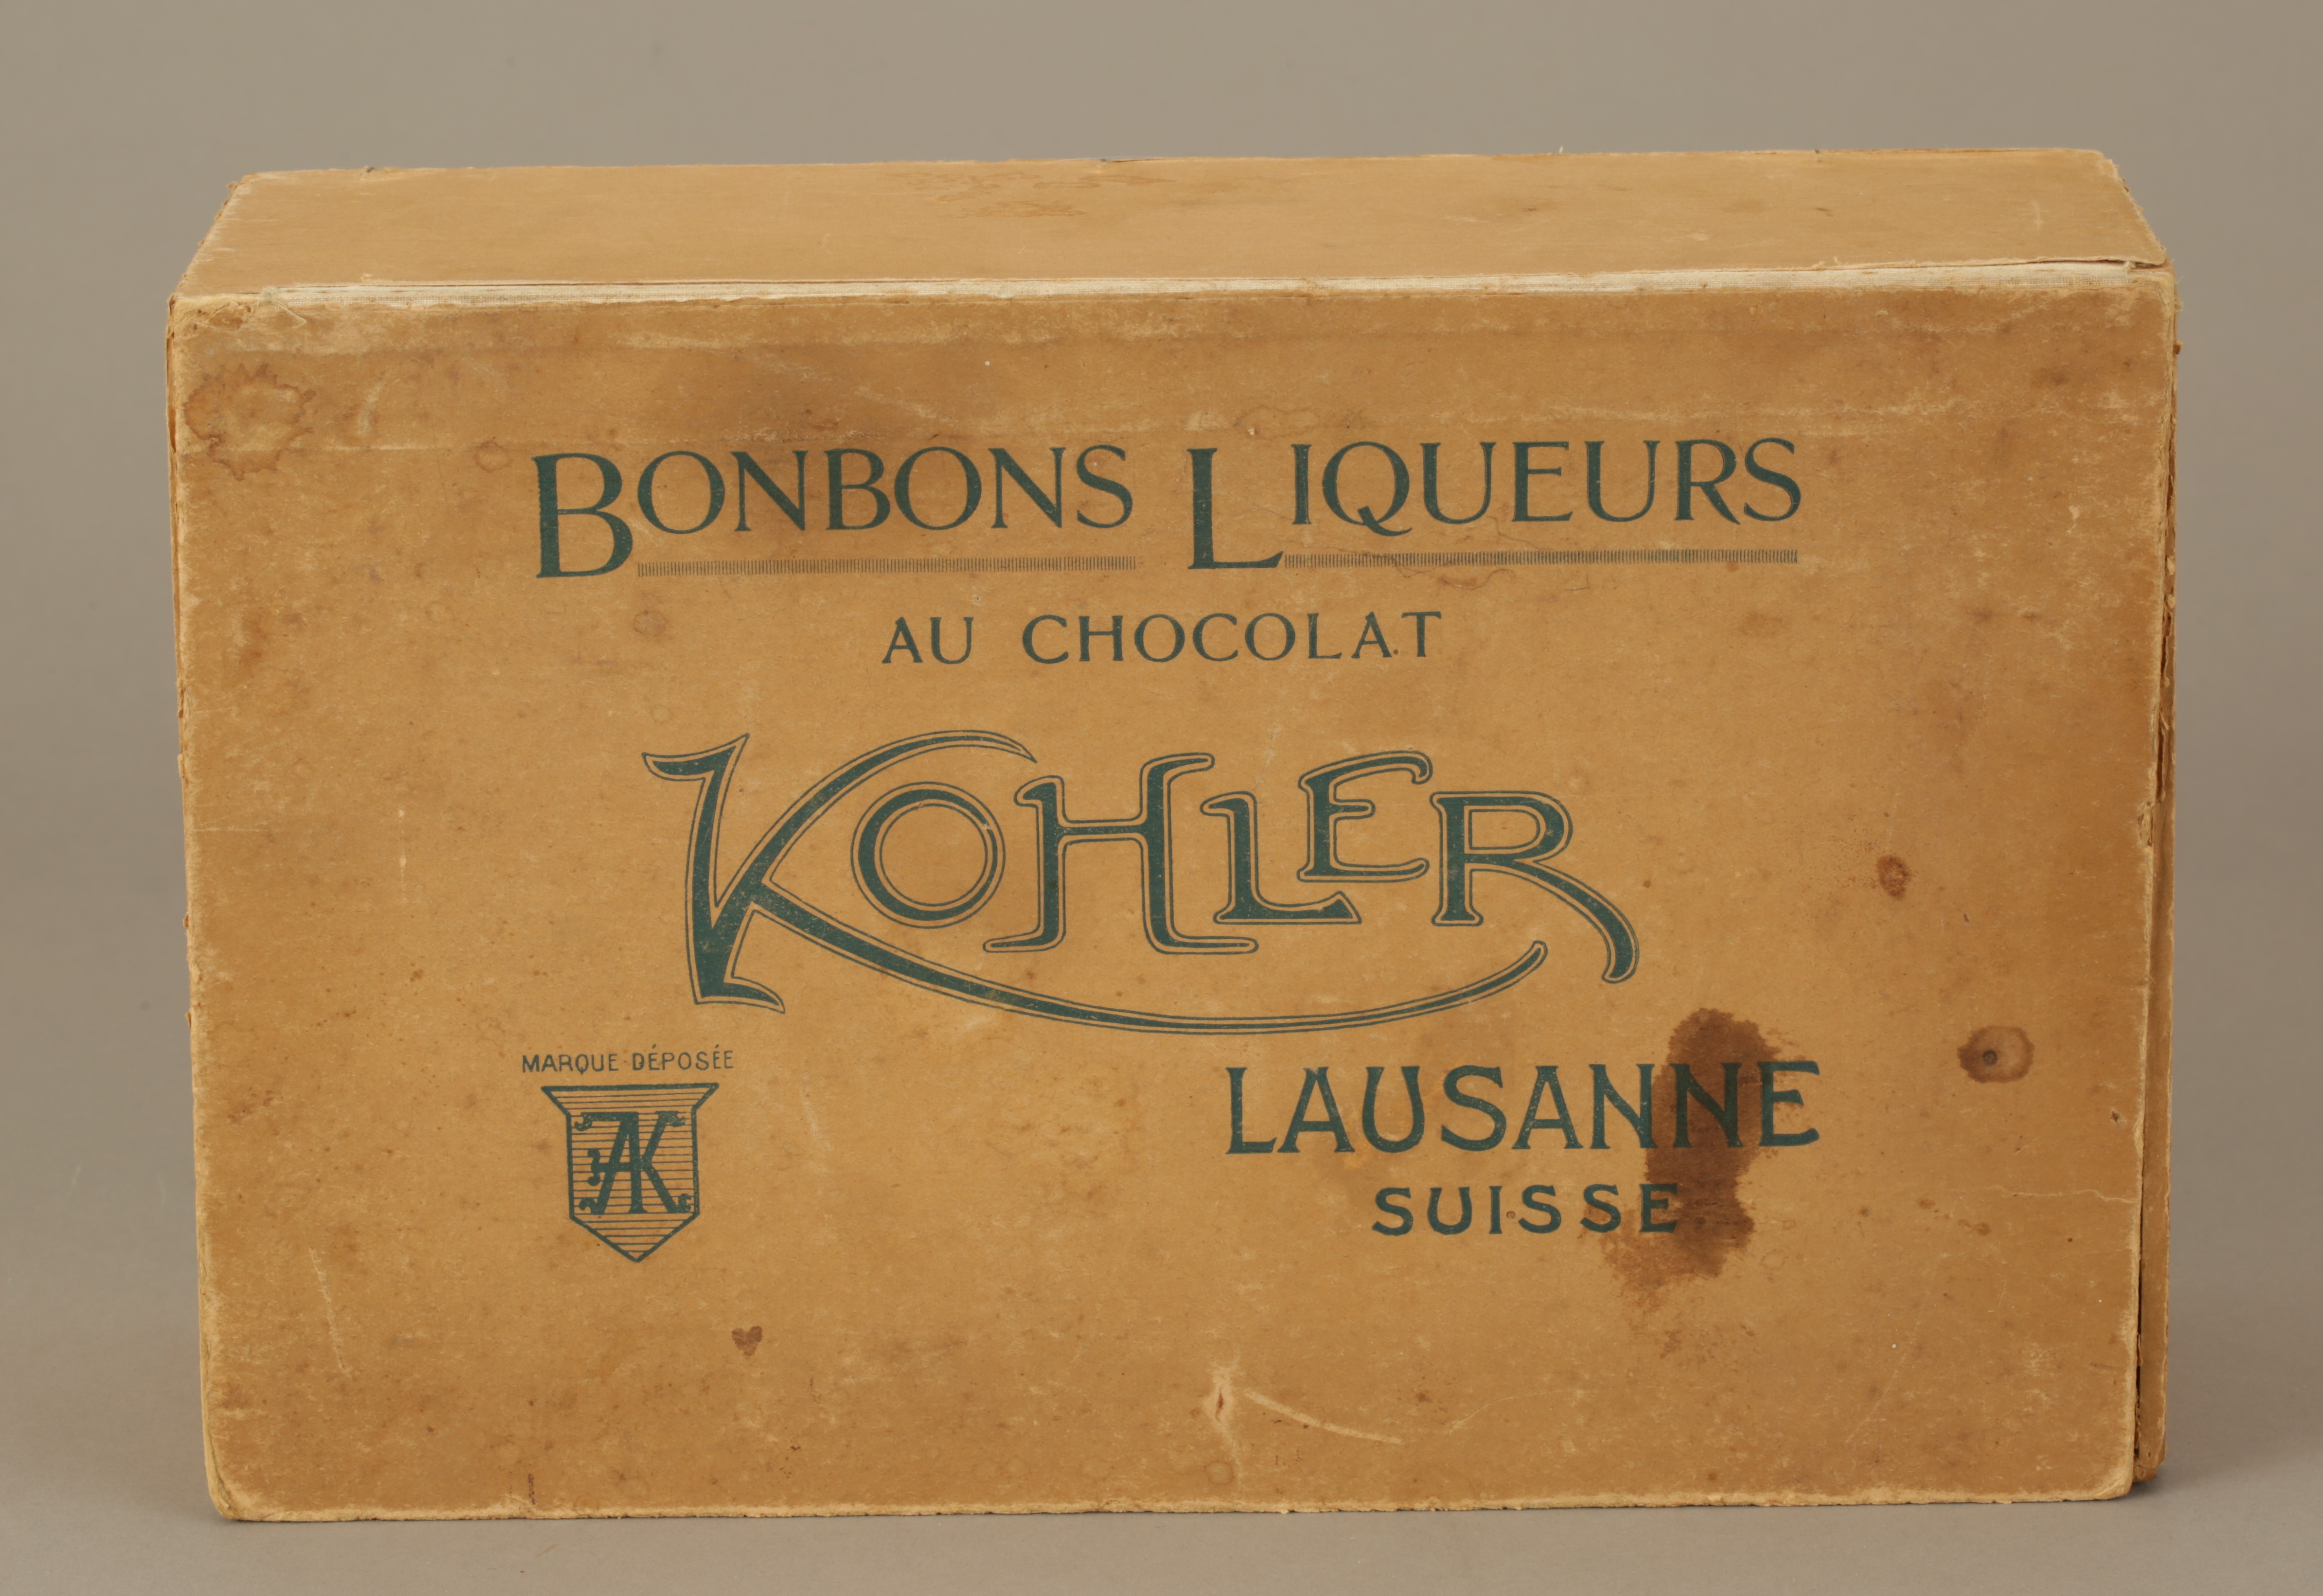 BONBONS LIQUEURS
AU CHOCOLAT
KOHLER
MARQUE DÉPOSÉE
AK
LAUSANNE
SUISSE